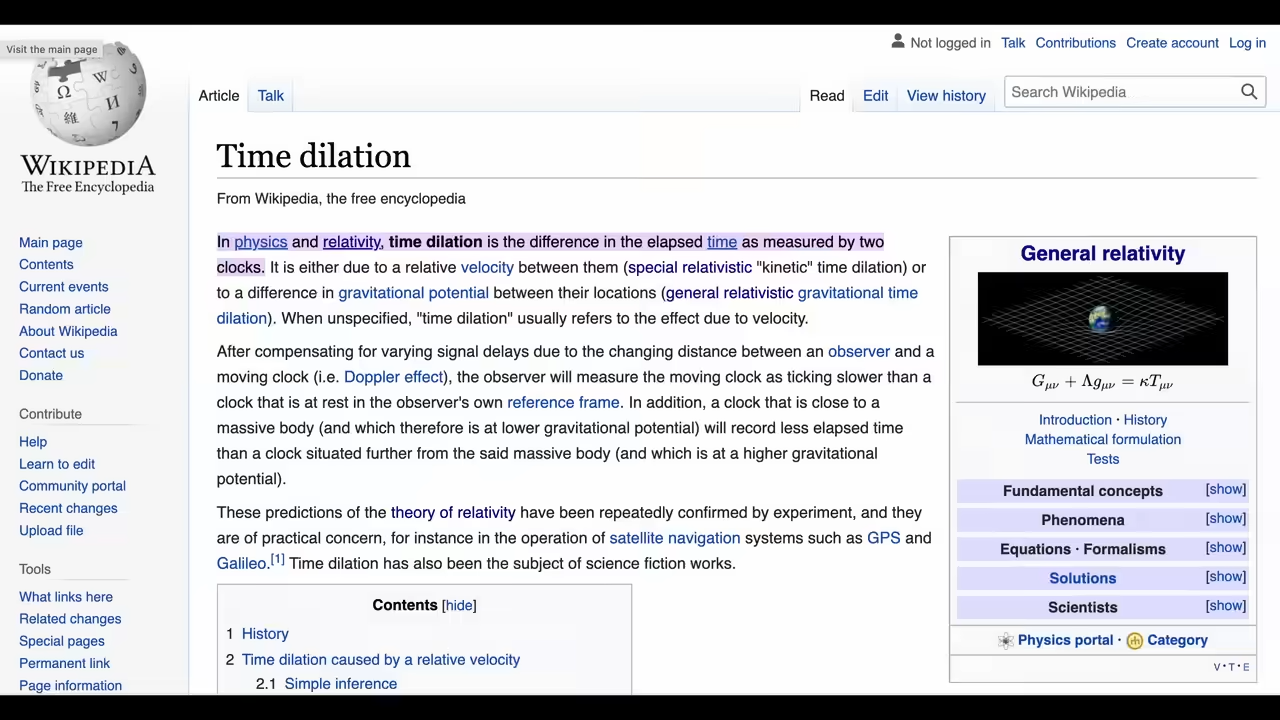 Visit the main page
Ω W И 維 7
WIKIPEDIA
The Free Encyclopedia
Main page
Contents
Current events
Random article
About Wikipedia
Contact us
Donate
Contribute
Help
Learn to edit
Community portal
Recent changes
Upload file
Tools
What links here
Related changes
Special pages
Permanent link
Page information
Not logged in Talk Contributions Create account Log in
Article Talk Read Edit View history Search Wikipedia
Time dilation
From Wikipedia, the free encyclopedia
In physics and relativity, time dilation is the difference in the elapsed time as measured by two
clocks. It is either due to a relative velocity between them (special relativistic "kinetic" time dilation) or
to a difference in gravitational potential between their locations (general relativistic gravitational time
dilation). When unspecified, "time dilation" usually refers to the effect due to velocity.
After compensating for varying signal delays due to the changing distance between an observer and a
moving clock (i.e. Doppler effect), the observer will measure the moving clock as ticking slower than a
clock that is at rest in the observer's own reference frame. In addition, a clock that is close to a
massive body (and which therefore is at lower gravitational potential) will record less elapsed time
than a clock situated further from the said massive body (and which is at a higher gravitational
potential).
These predictions of the theory of relativity have been repeatedly confirmed by experiment, and they
are of practical concern, for instance in the operation of satellite navigation systems such as GPS and
Galileo.[1] Time dilation has also been the subject of science fiction works.
Contents [hide]
1 History
2 Time dilation caused by a relative velocity
2.1 Simple inference
General relativity
Gμν + Λgμν = κTμν
Introduction · History
Mathematical formulation
Tests
Fundamental concepts [show]
Phenomena [show]
Equations · Formalisms [show]
Solutions [show]
Scientists [show]
Physics portal · Category
V·T·E